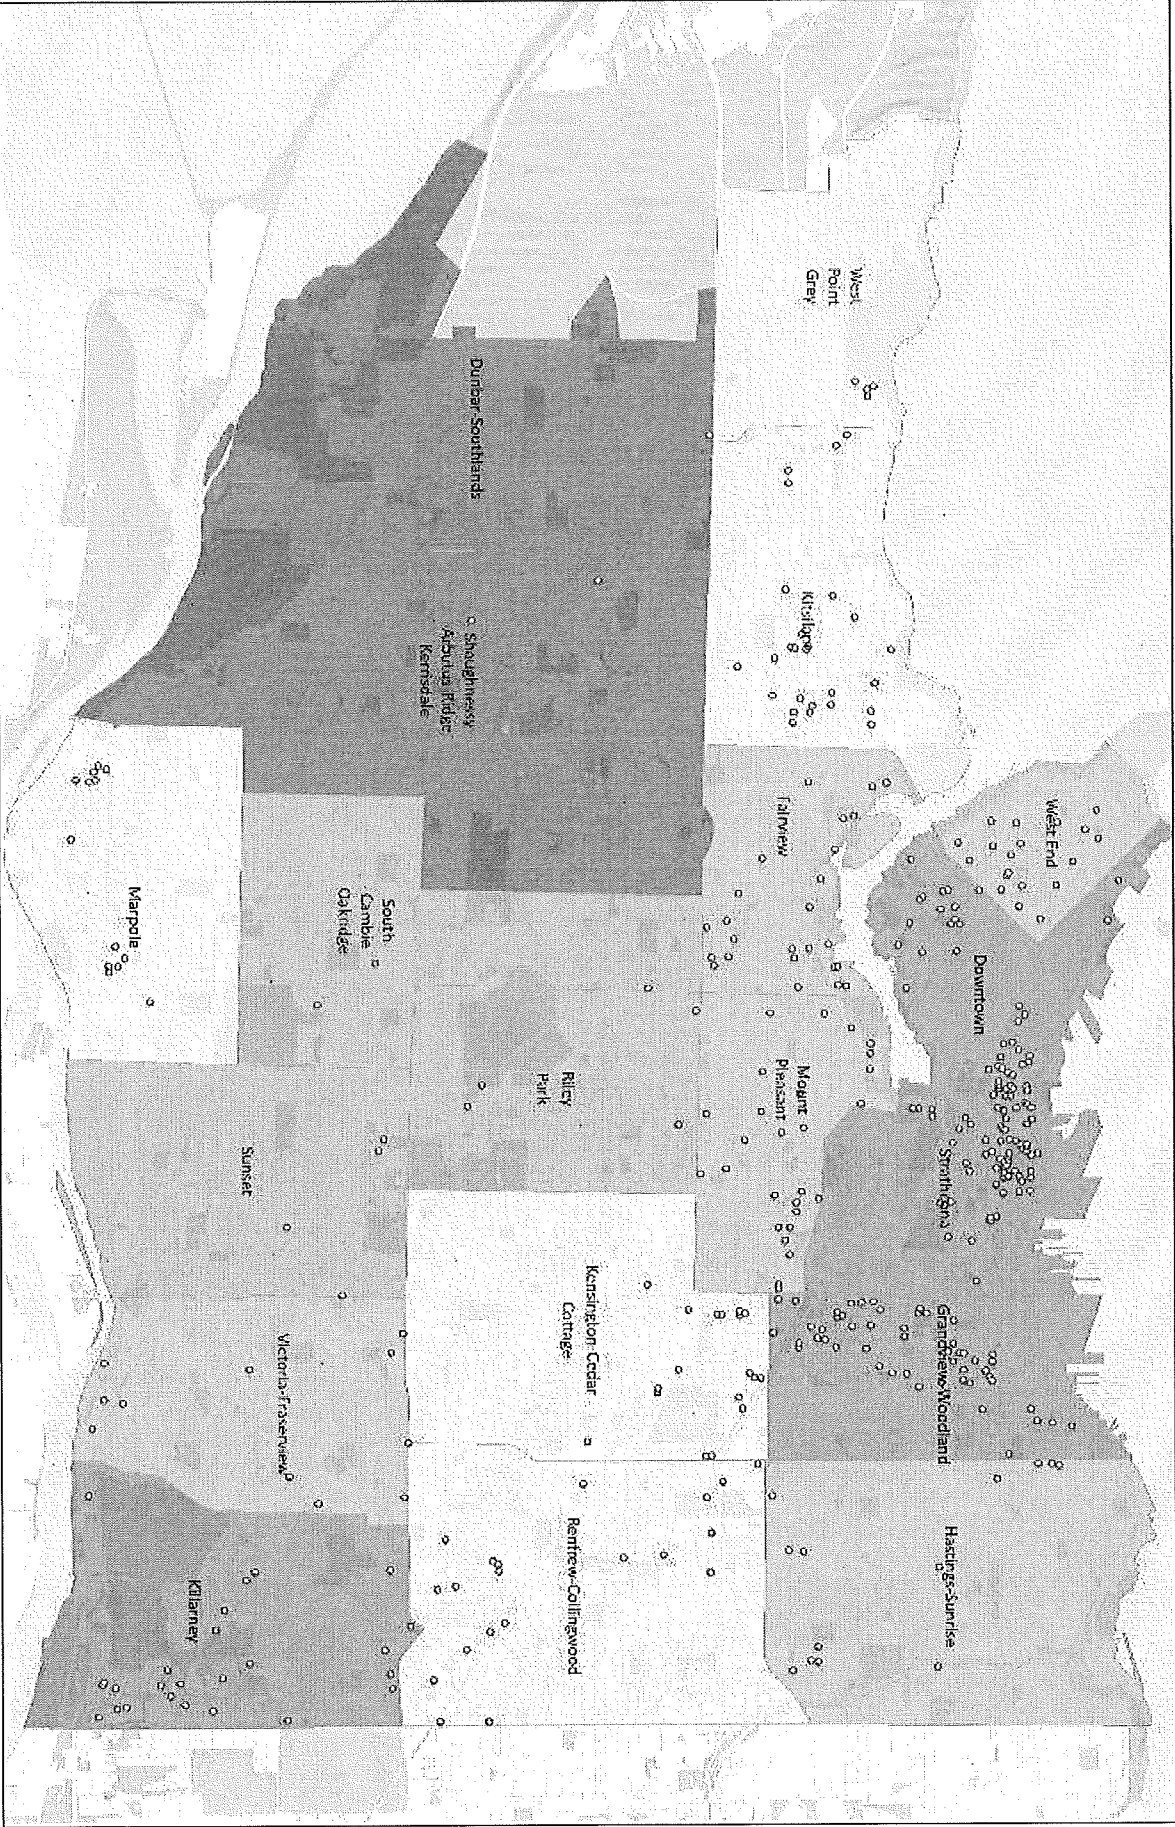 West
Point
Grey
Kitsilano
West End
Downtown
Fairview
Mount
Pleasant
Strathcona
Grandview-Woodland
Hastings-Sunrise
Dunbar-Southlands
Shaughnessy
Arbutus Ridge
Kerrisdale
South
Cambie
Oakridge
Riley
Park
Kensington-Cedar
Cottage
Renfrew-Collingwood
Marpole
Sunset
Victoria-Fraserview
Killarney